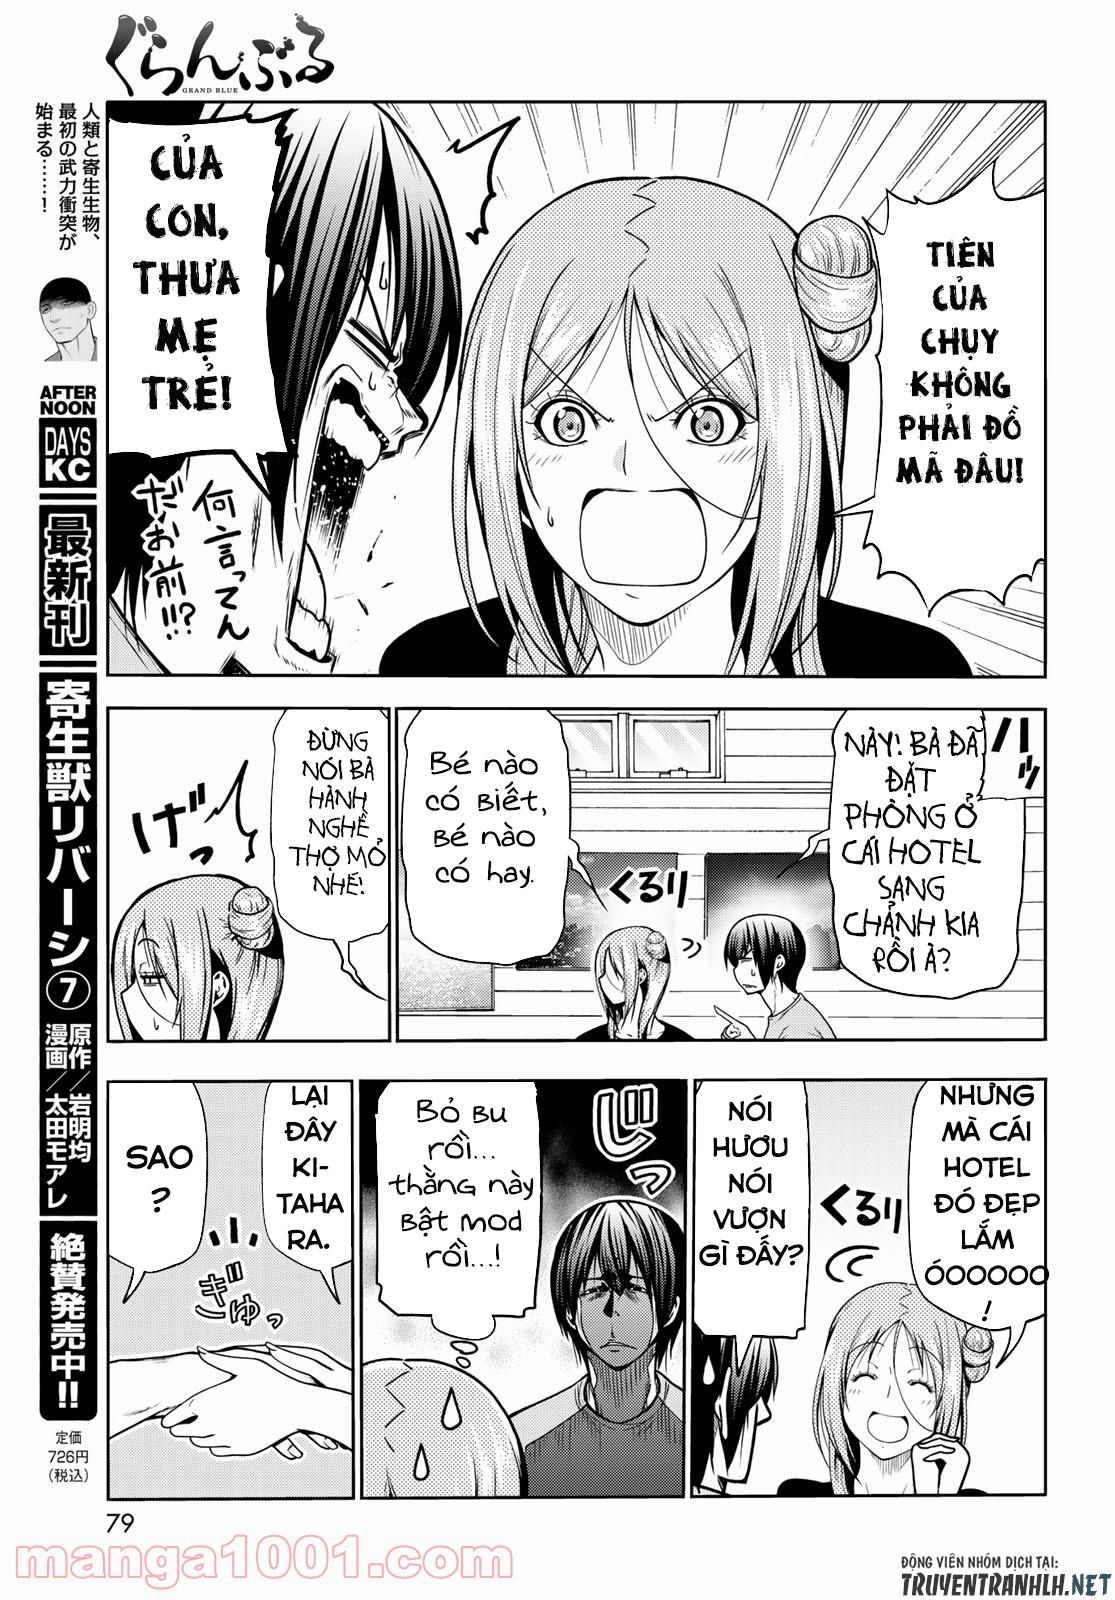 ぐらんぶる
GRAND BLUE
人類と寄生生物、
最初の武力衝突が
始まる……！
AFTER
NOON
DAYS
KC
最新刊
寄生獣リバーシ⑦
原作／岩明均
漫画／太田モアレ
絶賛発売中!!
定価
726円
(税込)
TIỀN
CỦA
CHỤY
KHÔNG
PHẢI ĐỒ
MÃ ĐÂU!
CỦA
CON,
THƯA
MẸ
TRẺ!
何言ってん
だお前!!?
NÀY! BÀ ĐÃ
ĐẶT
PHÒNG Ở
CÁI HOTEL
SANG
CHẢNH KIA
RỒI À?
Bé nào
có biết,
Bé nào
có hay.
くるり
ĐỪNG
NÓI BÀ
HÀNH
NGHỀ
THỢ MỎ
NHÉ!
げっ
NHƯNG
MÀ CÁI
HOTEL
ĐÓ ĐẸP
LẮM
ÓOOOOO
!
くるり
NÓI
HƯƠU
NÓI
VƯỢN
GÌ ĐẤY?
じっ
Bỏ bu
rồi...
thằng này
bật mod
rồi...!
LẠI
ĐÂY
KI-
TAHA
RA.
SAO
?
ぎゅっ
79
manga1001.com
ĐỘNG VIÊN NHÓM DỊCH TẠI:
TRUYENTRANHLH.NET